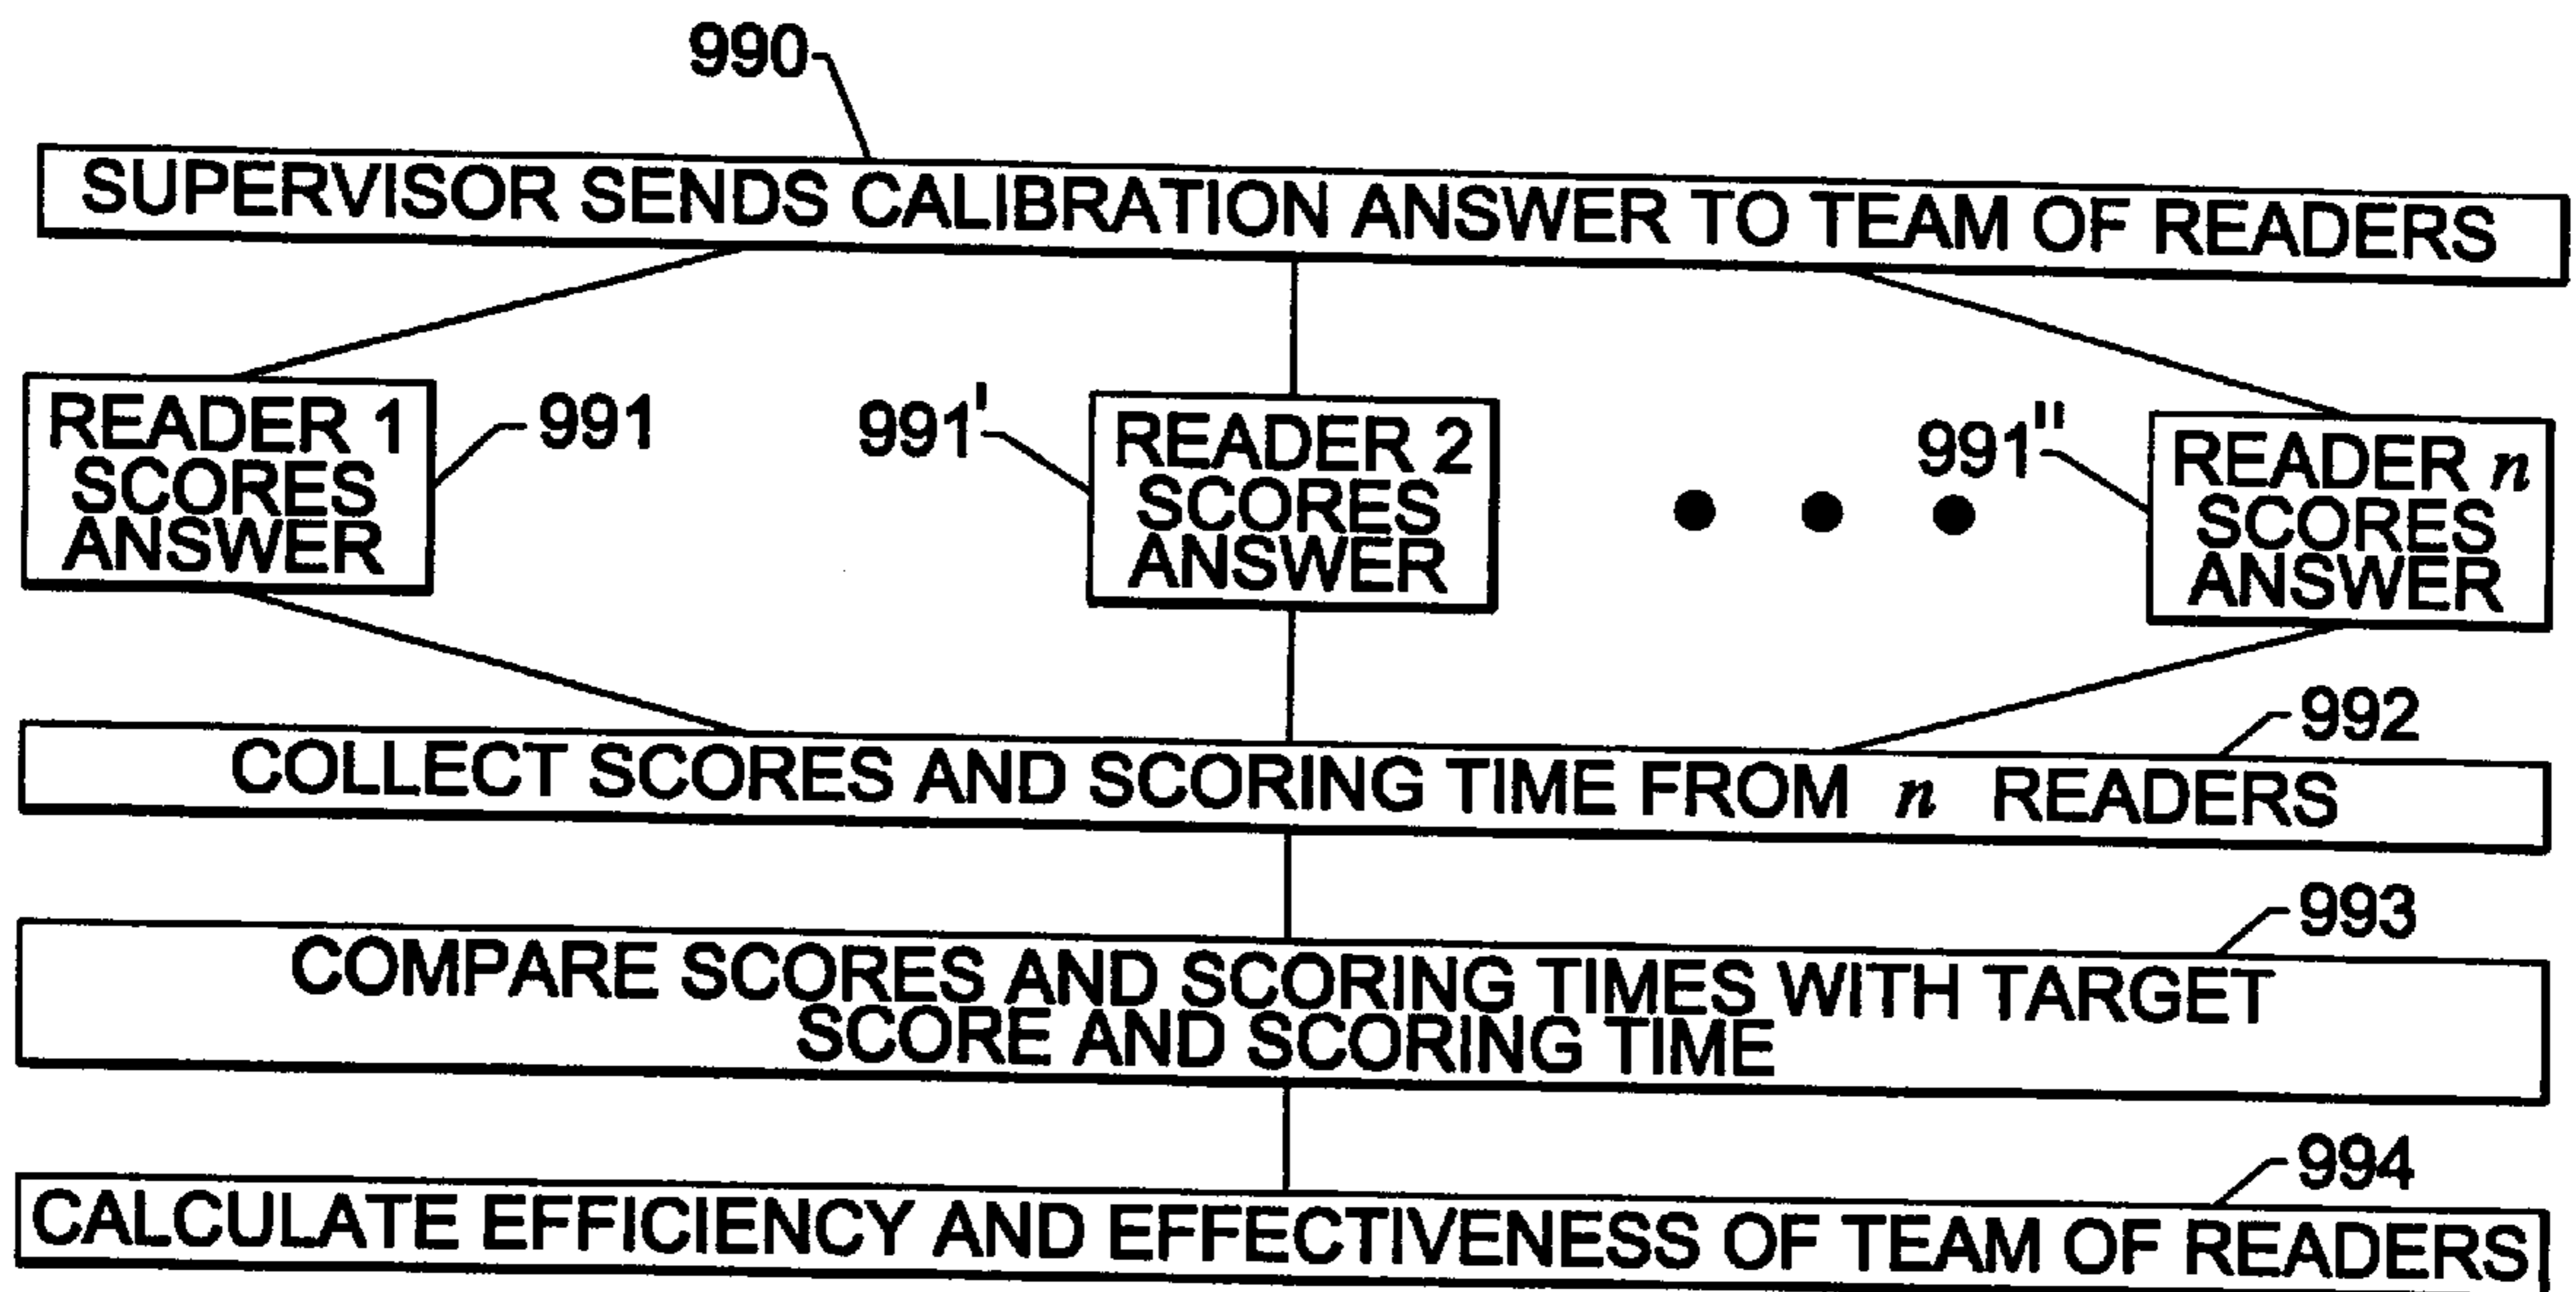 990
SUPERVISOR SENDS CALIBRATION ANSWER TO TEAM OF READERS
READER 1
SCORES
ANSWER
991
991'
READER 2
SCORES
ANSWER
991"
READER n
SCORES
ANSWER
992
COLLECT SCORES AND SCORING TIME FROM n READERS
993
COMPARE SCORES AND SCORING TIMES WITH TARGET
SCORE AND SCORING TIME
994
CALCULATE EFFICIENCY AND EFFECTIVENESS OF TEAM OF READERS